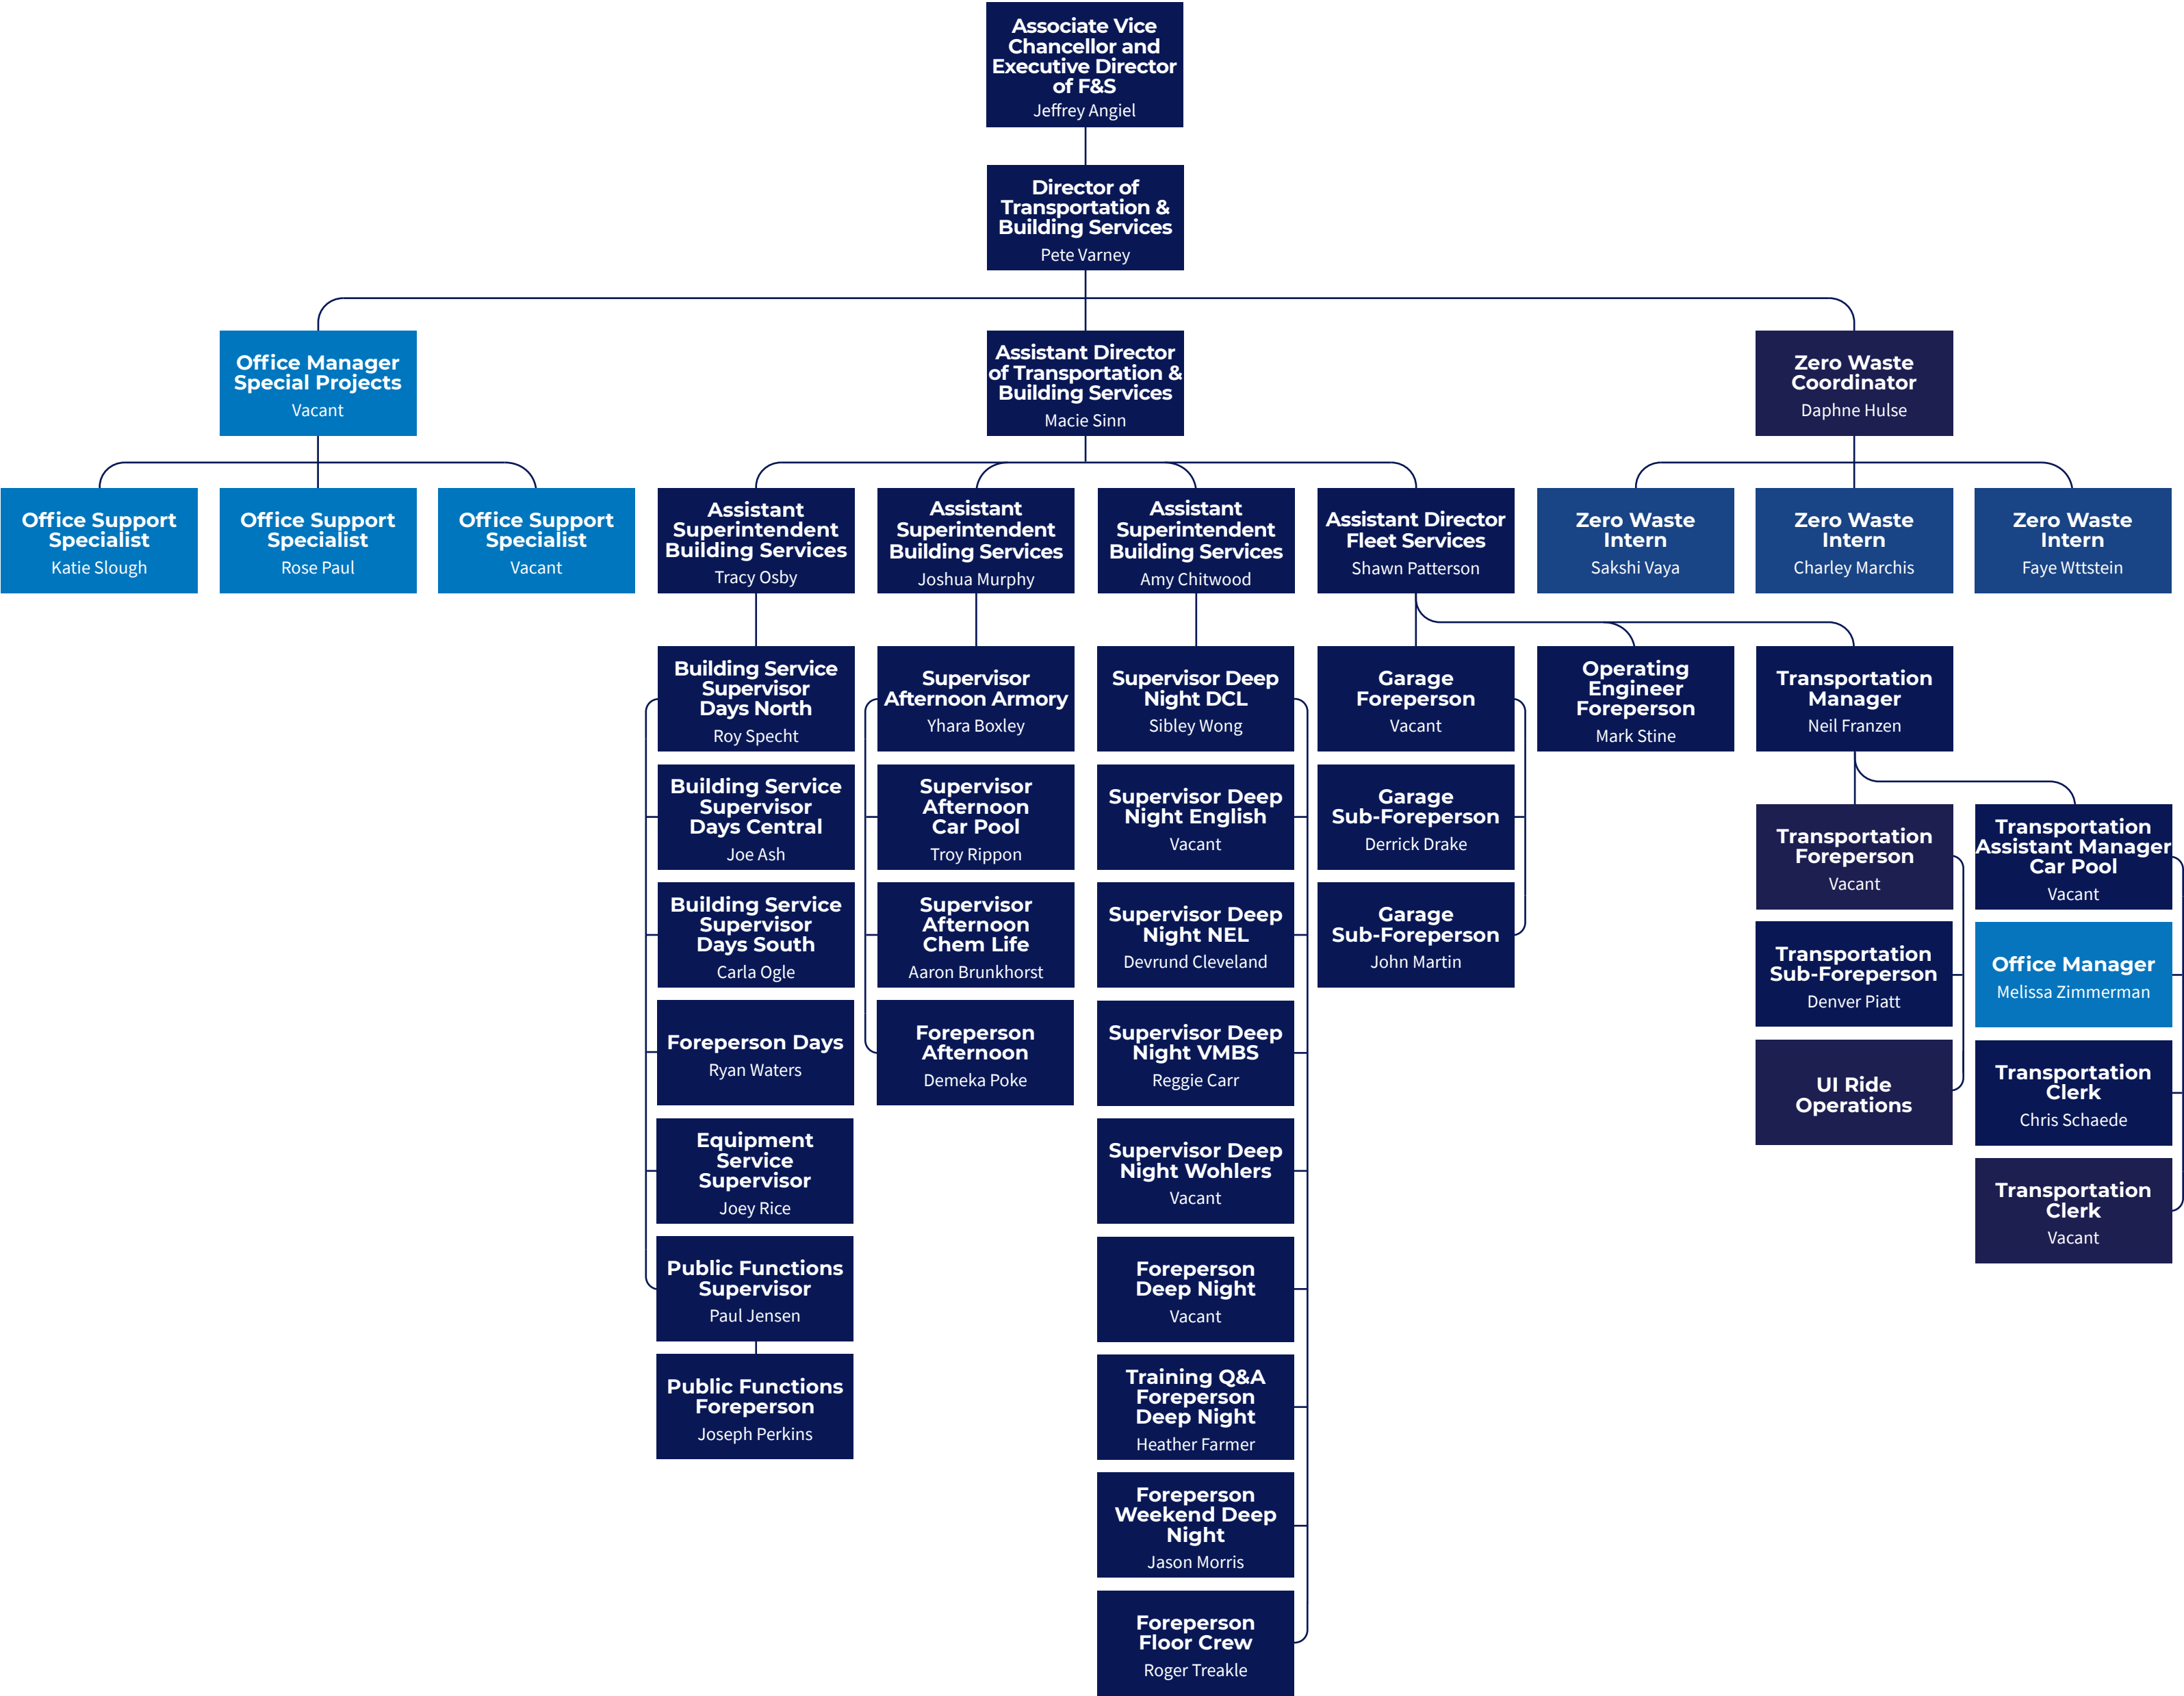 Associate Vice
Chancellor and
Executive Director
of F&S
Jeffrey Angiel
Director of
Transportation &
Building Services
Pete Varney
Office Manager
Special Projects
Vacant
Assistant Director
of Transportation &
Building Services
Macie Sinn
Zero Waste
Coordinator
Daphne Hulse
Office Support
Specialist
Katie Slough
Office Support
Specialist
Rose Paul
Office Support
Specialist
Vacant
Assistant
Superintendent
Building Services
Tracy Osby
Assistant
Superintendent
Building Services
Joshua Murphy
Assistant
Superintendent
Building Services
Amy Chitwood
Assistant Director
Fleet Services
Shawn Patterson
Zero Waste
Intern
Sakshi Vaya
Zero Waste
Intern
Charley Marchis
Zero Waste
Intern
Faye Wttstein
Building Service
Supervisor
Days North
Roy Specht
Building Service
Supervisor
Days Central
Joe Ash
Building Service
Supervisor
Days South
Carla Ogle
Foreperson Days
Ryan Waters
Equipment
Service
Supervisor
Joey Rice
Public Functions
Supervisor
Paul Jensen
Public Functions
Foreperson
Joseph Perkins
Supervisor
Afternoon Armory
Yhara Boxley
Supervisor
Afternoon
Car Pool
Troy Rippon
Supervisor
Afternoon
Chem Life
Aaron Brunkhorst
Foreperson
Afternoon
Demeka Poke
Supervisor Deep
Night DCL
Sibley Wong
Supervisor Deep
Night English
Vacant
Supervisor Deep
Night NEL
Devrund Cleveland
Supervisor Deep
Night VMBS
Reggie Carr
Supervisor Deep
Night Wohlers
Vacant
Foreperson
Deep Night
Vacant
Training Q&A
Foreperson
Deep Night
Heather Farmer
Foreperson
Weekend Deep
Night
Jason Morris
Foreperson
Floor Crew
Roger Treakle
Garage
Foreperson
Vacant
Garage
Sub-Foreperson
Derrick Drake
Garage
Sub-Foreperson
John Martin
Operating
Engineer
Foreperson
Mark Stine
Transportation
Manager
Neil Franzen
Transportation
Foreperson
Vacant
Transportation
Sub-Foreperson
Denver Piatt
UI Ride
Operations
Transportation
Assistant Manager
Car Pool
Vacant
Office Manager
Melissa Zimmerman
Transportation
Clerk
Chris Schaede
Transportation
Clerk
Vacant